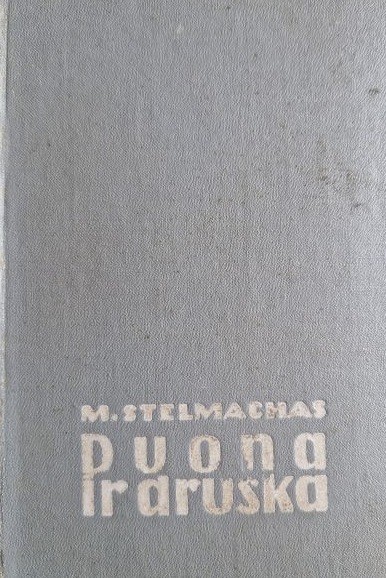 M. STELMACHAS
Duona
ir druska